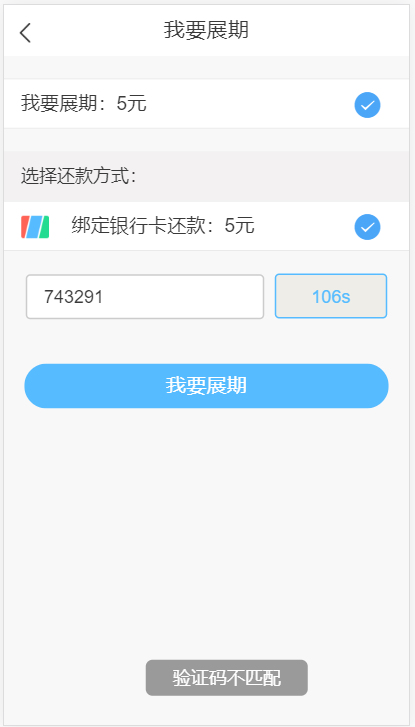 我要展期
我要展期：5元
选择还款方式：
绑定银行卡还款：5元
743291
106s
我要展期
验证码不匹配